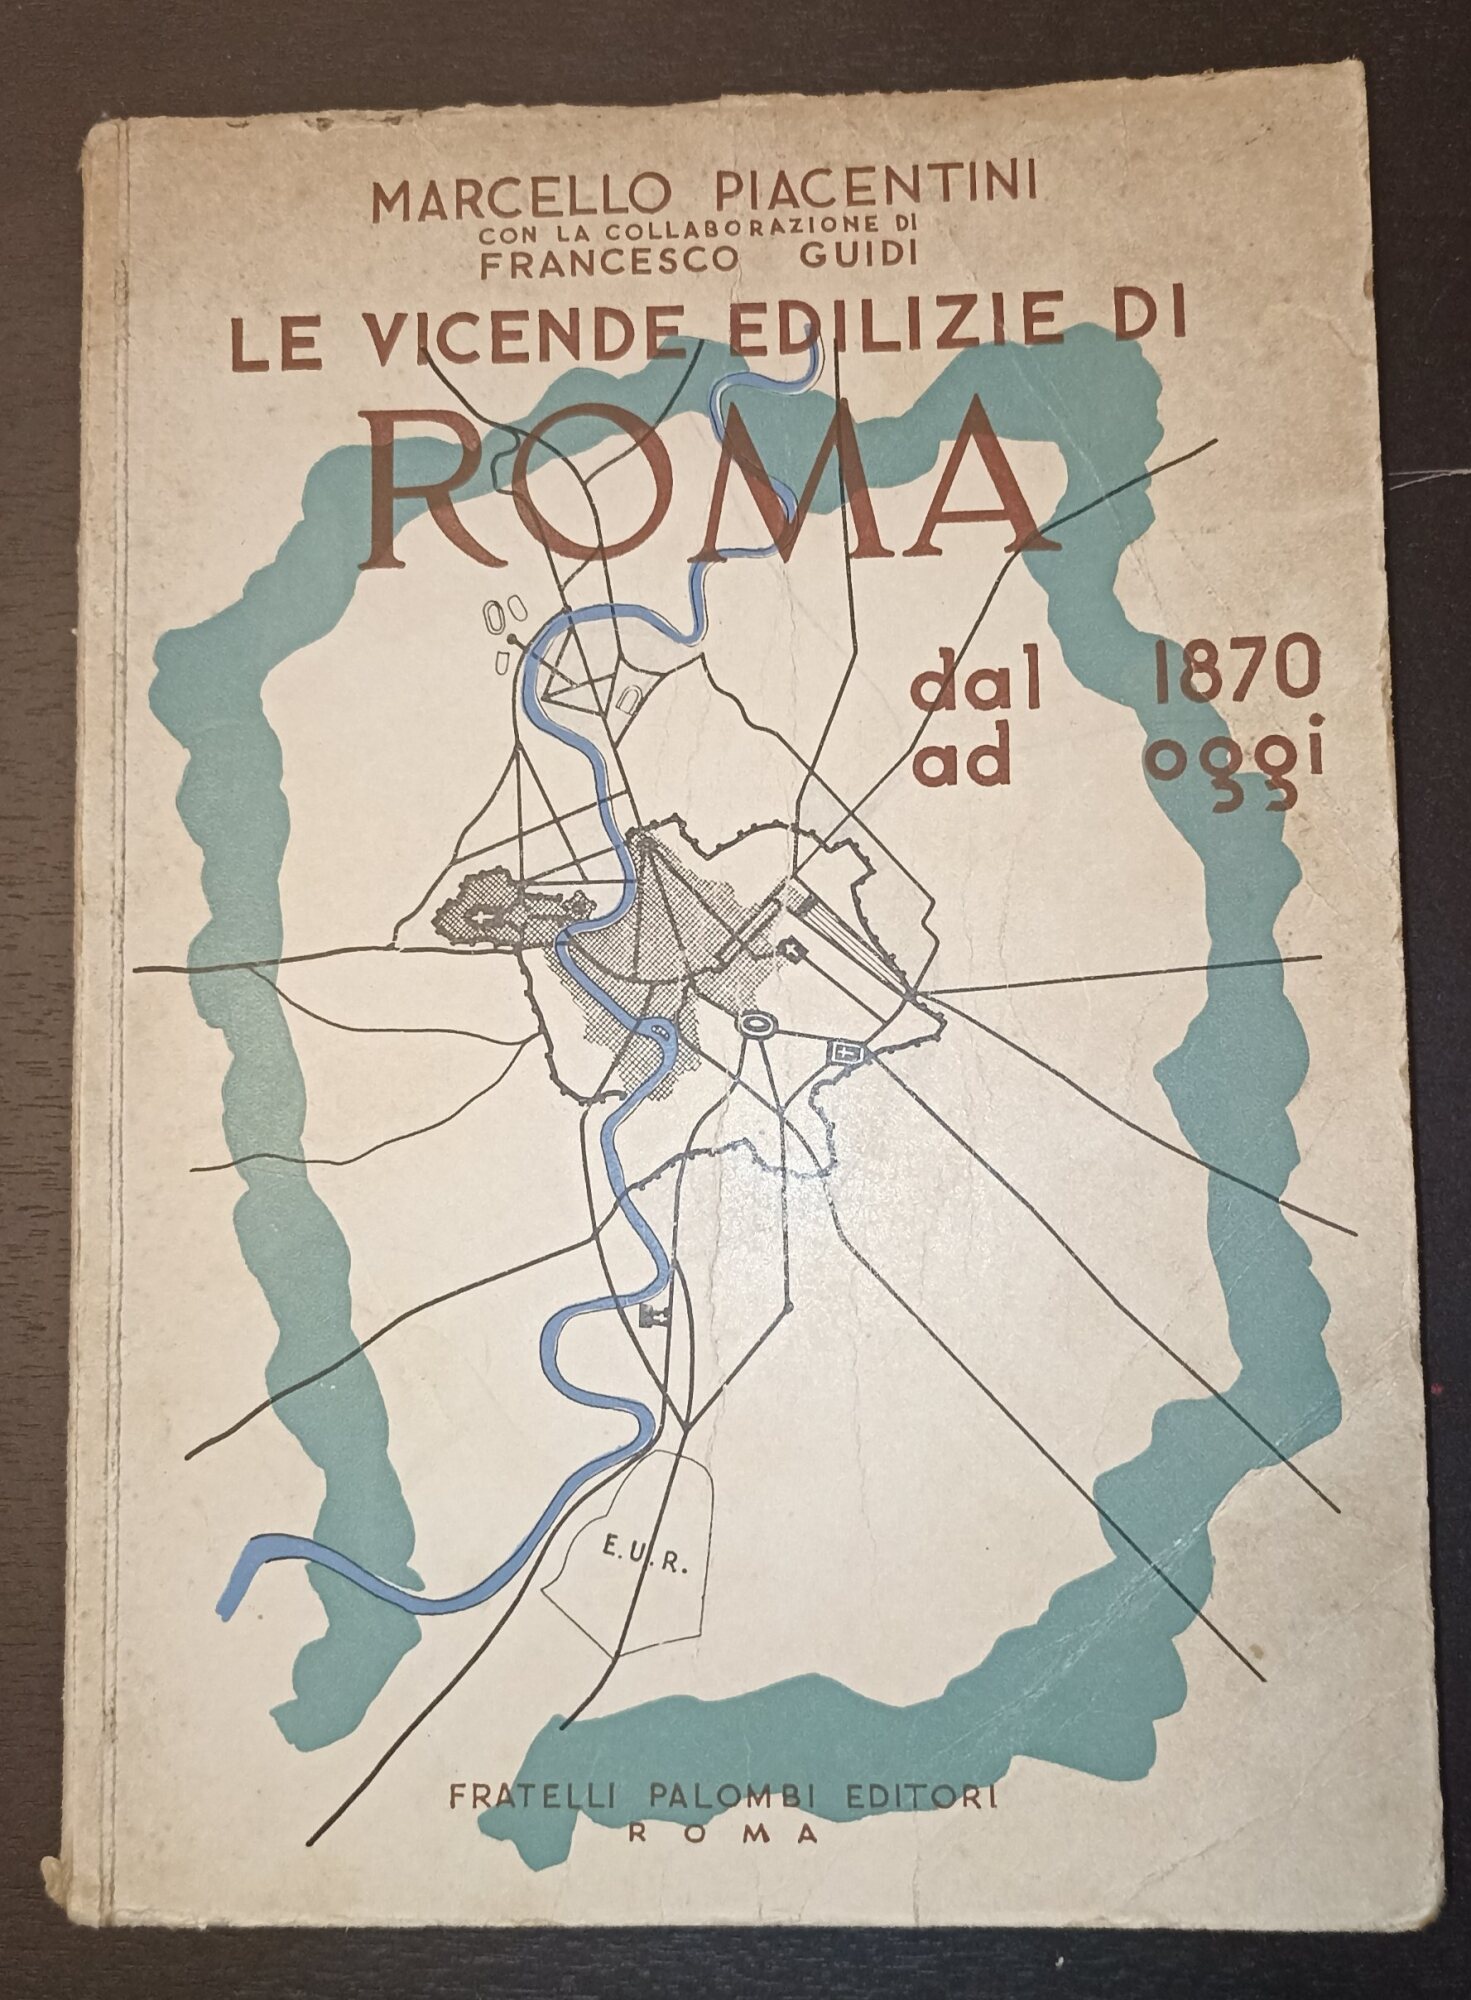 MARCELLO PIACENTINI
CON LA COLLABORAZIONE DI
FRANCESCO GUIDI
LE VICENDE EDILIZIE DI
ROMA
dal 1870
ad oggi
E.U.R.
FRATELLI PALOMBI EDITORI
ROMA